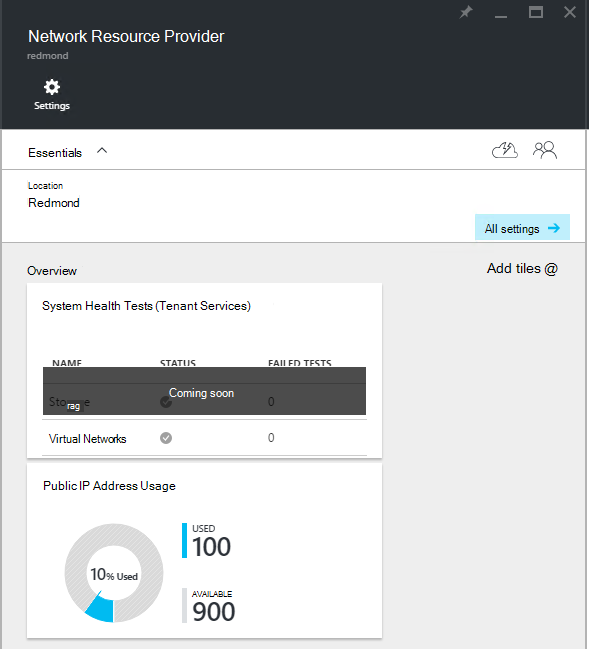 Network Resource Provider
redmond
Settings
Essentials
Location
Redmond
All settings
Overview
Add tiles @
System Health Tests (Tenant Services)
NAME STATUS FAILED TESTS
Coming soon
rag 0
Virtual Networks 0
Public IP Address Usage
USED
100
10% Used
AVAILABLE
900